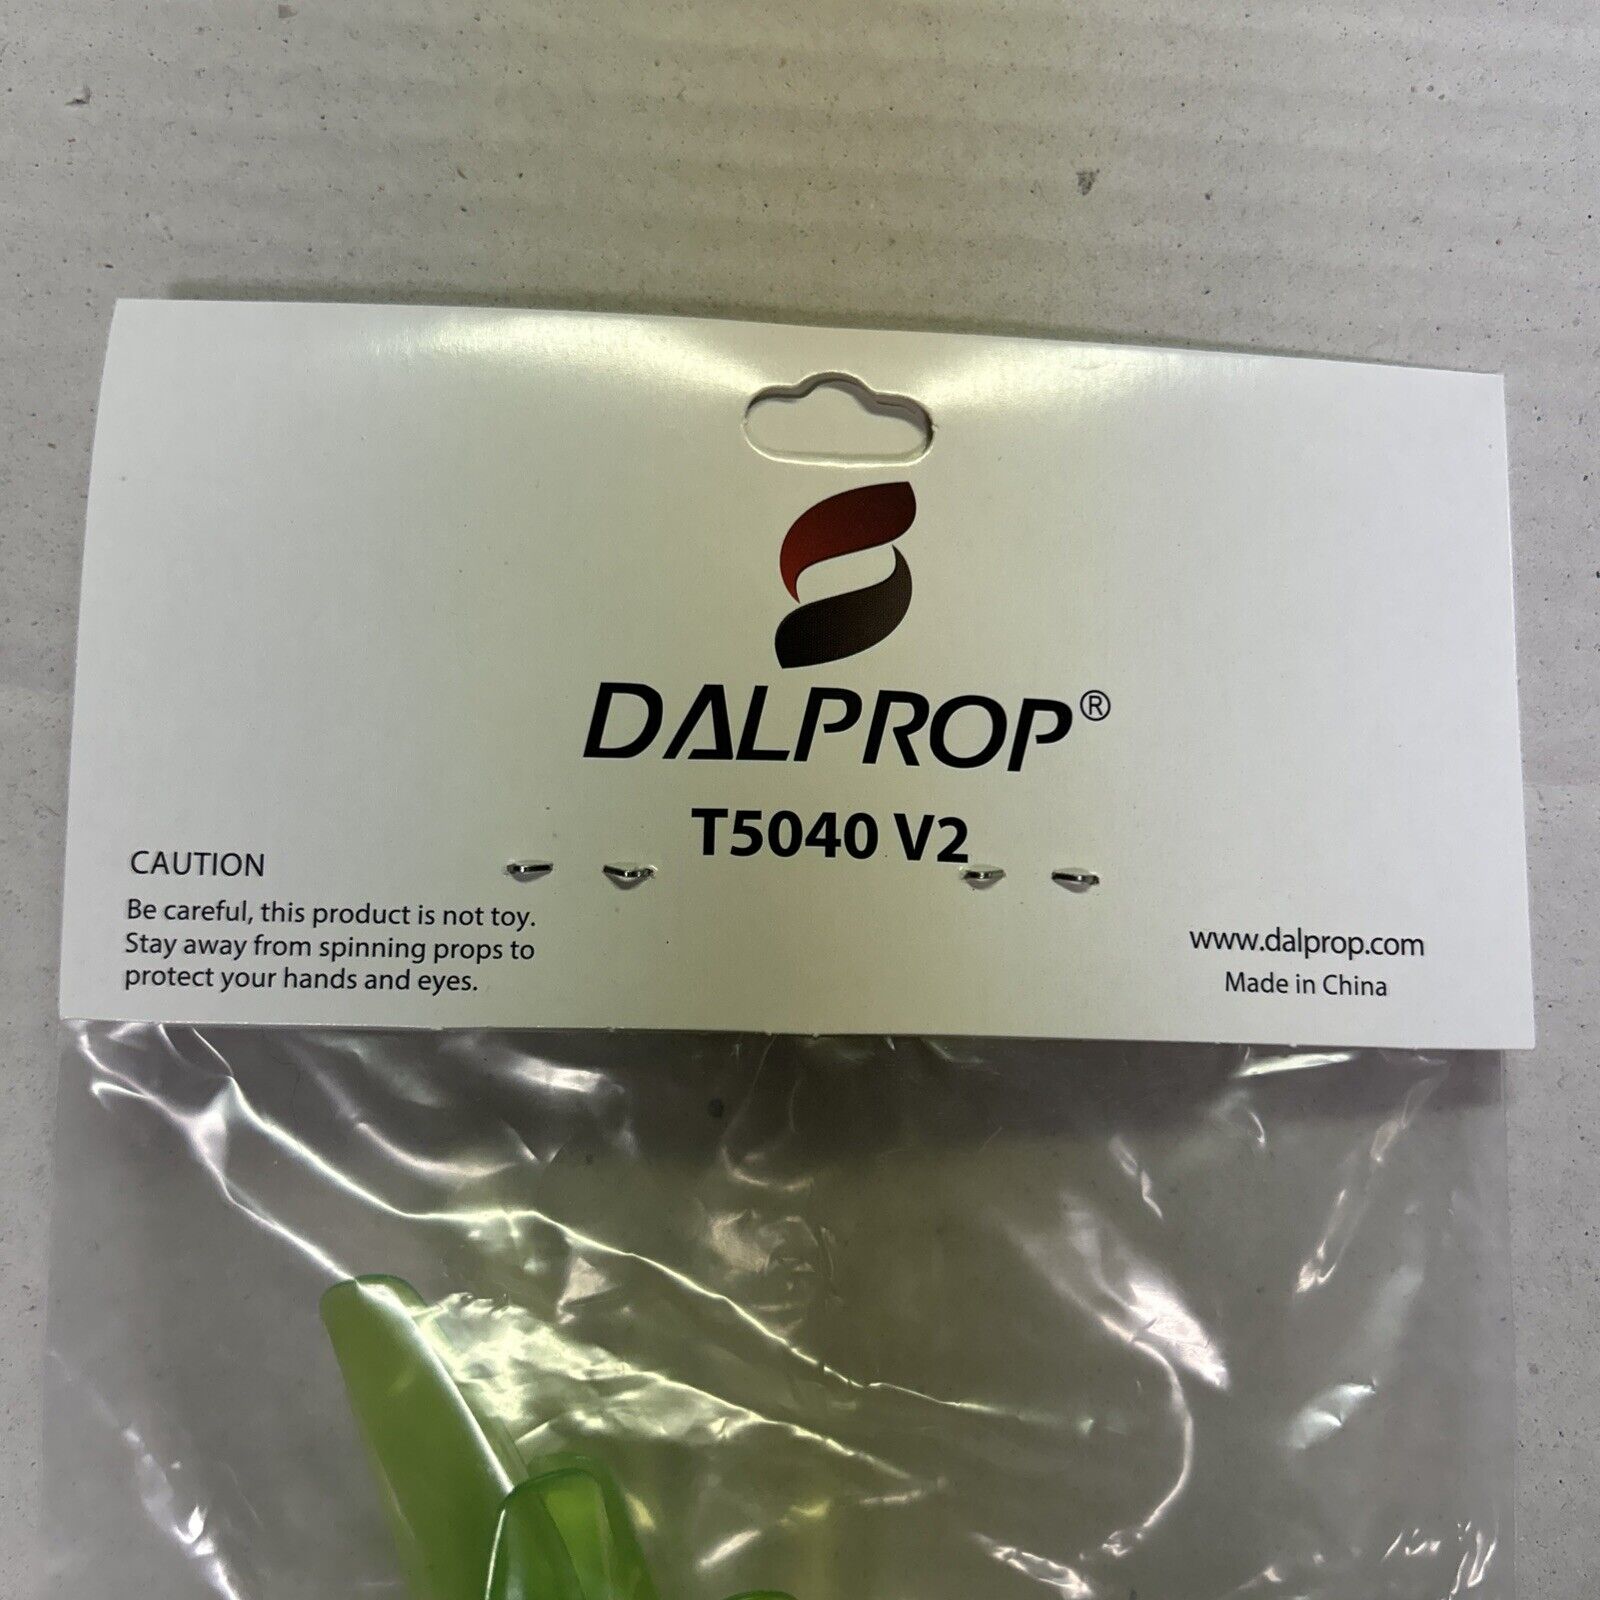 DALPROP®
T5040 V2
CAUTION
Be careful, this product is not toy.
Stay away from spinning props to
protect your hands and eyes.
www.dalprop.com
Made in China